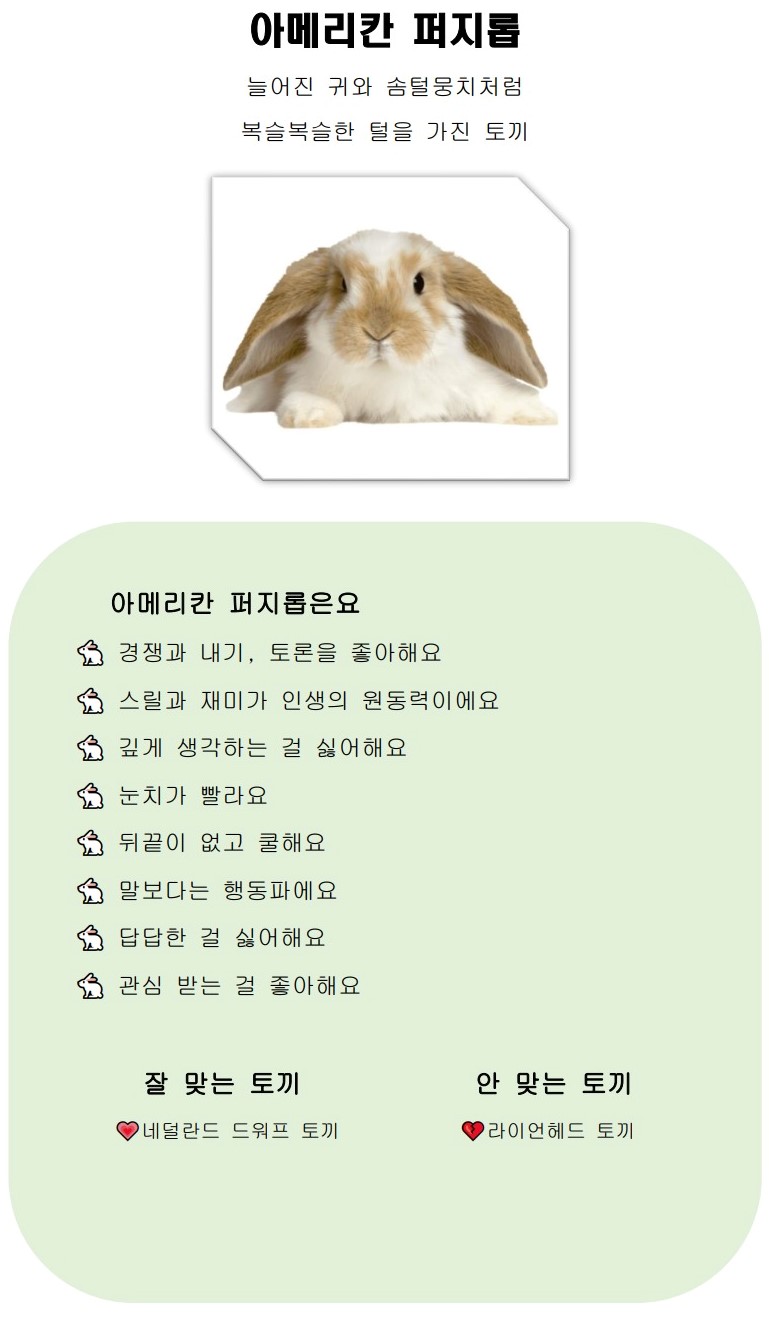 아메리칸 퍼지롭
늘어진 귀와 솜털뭉치처럼
복슬복슬한 털을 가진 토끼
아메리칸 퍼지롭은요
경쟁과 내기, 토론을 좋아해요
스릴과 재미가 인생의 원동력이에요
깊게 생각하는 걸 싫어해요
눈치가 빨라요
뒤끝이 없고 쿨해요
말보다는 행동파에요
답답한 걸 싫어해요
관심 받는 걸 좋아해요
잘 맞는 토끼
안 맞는 토끼
네덜란드 드워프 토끼
라이언헤드 토끼